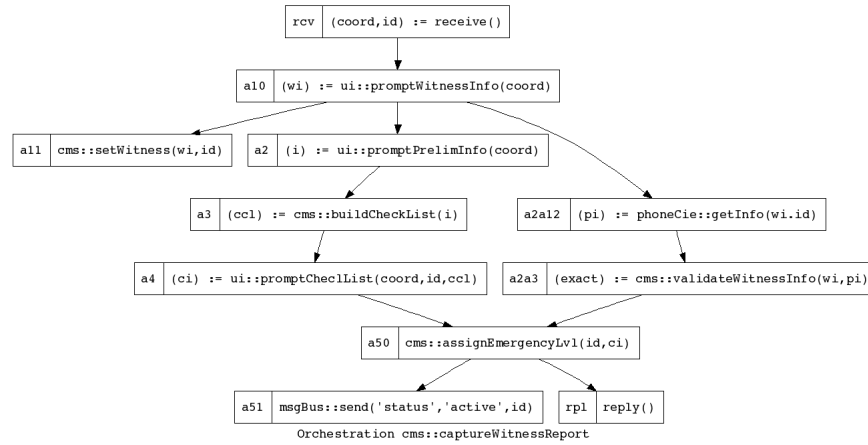 rcv (coord,id) := receive()
a10 (wi) := ui::promptWitnessInfo(coord)
a11 cms::setWitness(wi,id)
a2 (i) := ui::promptPrelimInfo(coord)
a3 (ccl) := cms::buildCheckList(i)
a2a12 (pi) := phoneCie::getInfo(wi.id)
a4 (ci) := ui::promptCheclList(coord,id,ccl)
a2a3 (exact) := cms::validateWitnessInfo(wi,pi)
a50 cms::assignEmergencyLvl(id,ci)
a51 msgBus::send('status','active',id)
rpl reply()
Orchestration cms::captureWitnessReport